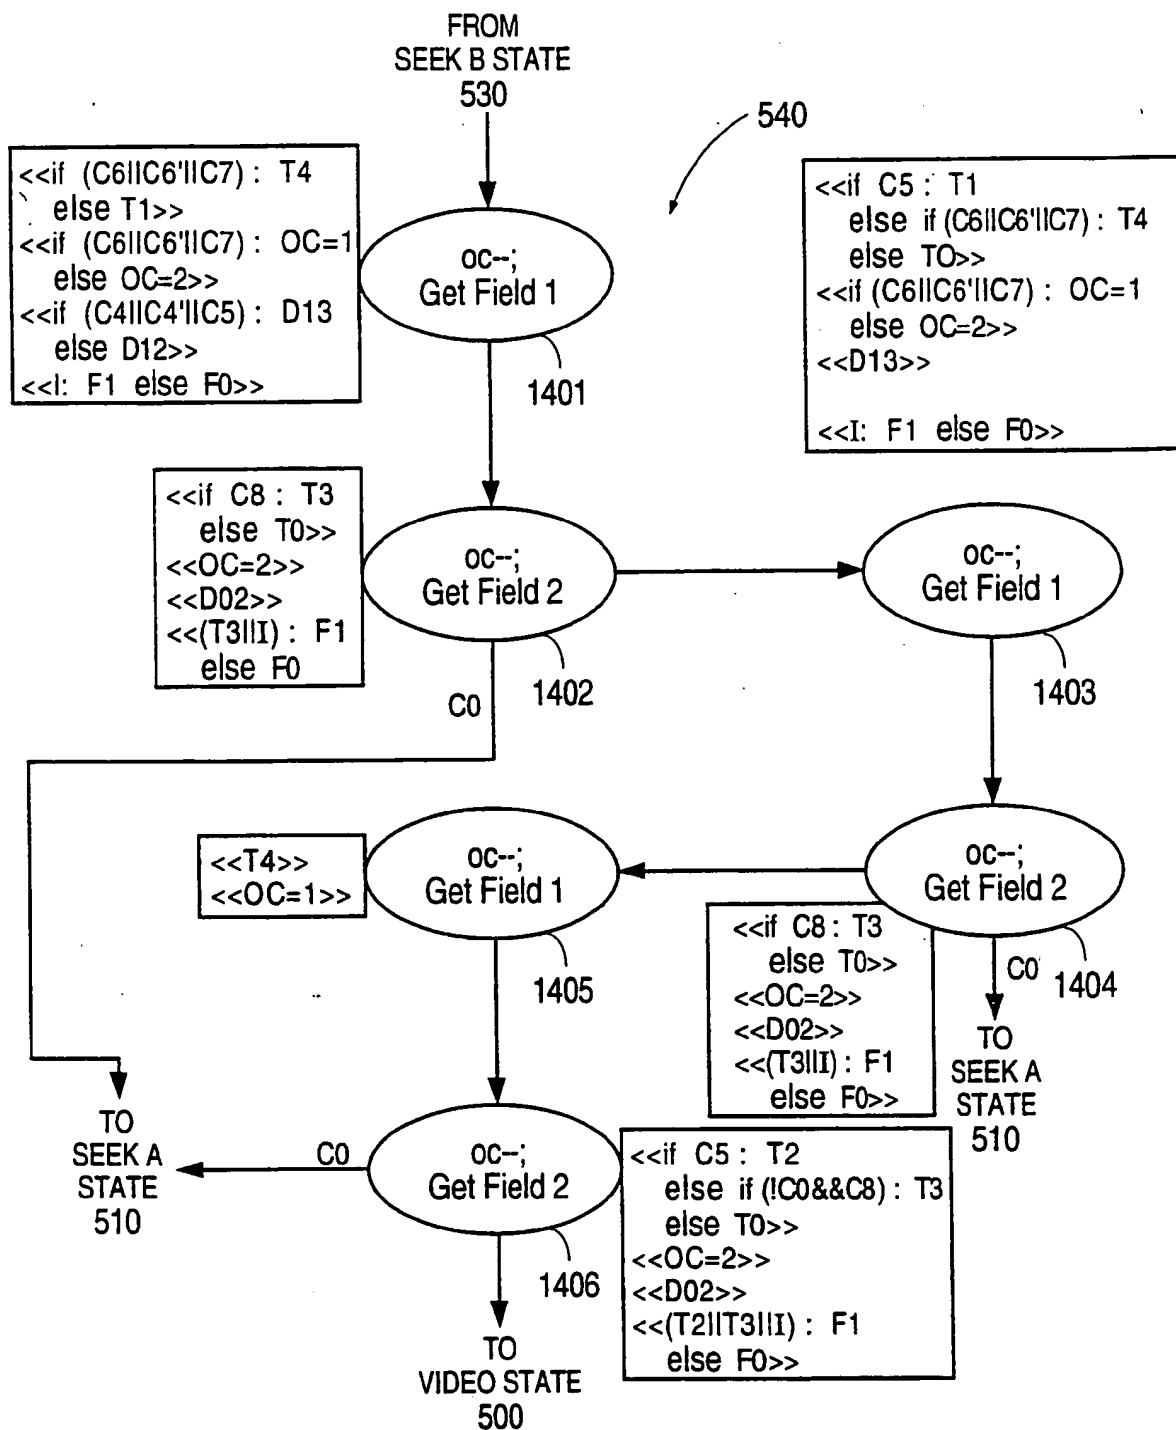 FROM
SEEK B STATE
530
540
<<if (C6||C6'||C7) : T4
else T1>>
<<if (C6||C6'||C7) : OC=1
else OC=2>>
<<if (C4||C4'||C5) : D13
else D12>>
<<I: F1 else F0>>
oc--;
Get Field 1
1401
<<if C5 : T1
else if (C6||C6'||C7) : T4
else TO>>
<<if (C6||C6'||C7) : OC=1
else OC=2>>
<<D13>>
<<I: F1 else F0>>
<<if C8 : T3
else T0>>
<<OC=2>>
<<D02>>
<<(T3||I) : F1
else F0
oc--;
Get Field 2
1402
C0
oc--;
Get Field 1
1403
<<T4>>
<<OC=1>>
oc--;
Get Field 1
1405
oc--;
Get Field 2
1404
<<if C8 : T3
else T0>>
<<OC=2>>
<<D02>>
<<(T3||I) : F1
else F0>>
C0
TO
SEEK A
STATE
510
TO
SEEK A
STATE
510
C0
oc--;
Get Field 2
1406
<<if C5 : T2
else if (!C0&&C8) : T3
else T0>>
<<OC=2>>
<<D02>>
<<(T2||T3||I) : F1
else F0>>
TO
VIDEO STATE
500